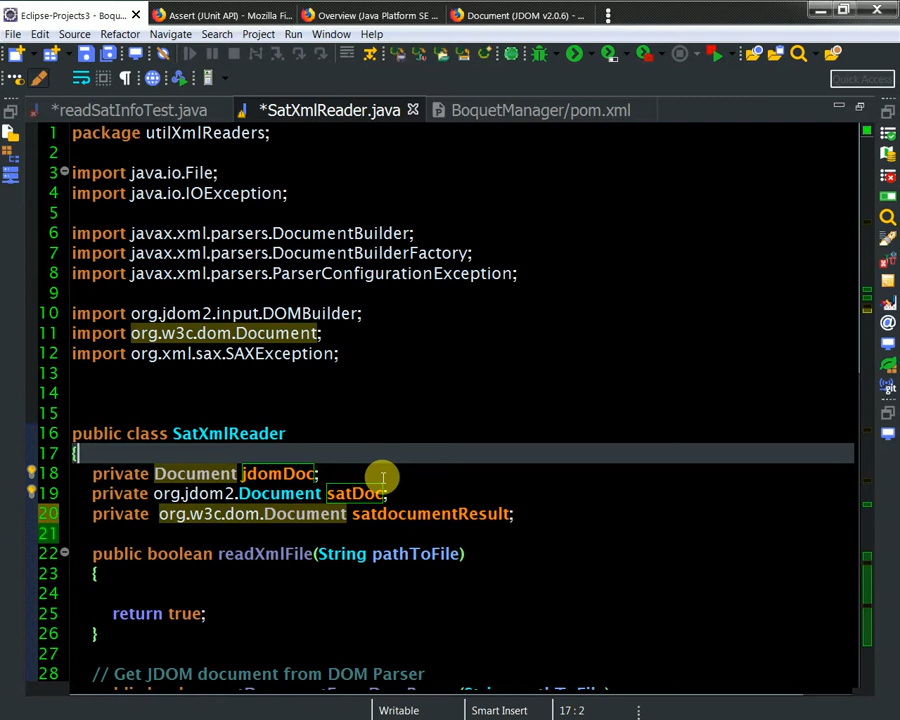 Eclipse-Projects3 - Boque...
Assert (JUnit API) - Mozilla Fi...
Overview (Java Platform SE ...
Document (JDOM v2.0.6) - ...
File Edit Source Refactor Navigate Search Project Run Window Help
Quick Access
*readSatInfoTest.java
*SatXmlReader.java
BoquetManager/pom.xml
1 package utilXmlReaders;
2
3 import java.io.File;
4 import java.io.IOException;
5
6 import javax.xml.parsers.DocumentBuilder;
7 import javax.xml.parsers.DocumentBuilderFactory;
8 import javax.xml.parsers.ParserConfigurationException;
9
10 import org.jdom2.input.DOMBuilder;
11 import org.w3c.dom.Document;
12 import org.xml.sax.SAXException;
13
14
15
16 public class SatXmlReader
17 {
18 private Document jdomDoc;
19 private org.jdom2.Document satDoc;
20 private org.w3c.dom.Document satdocumentResult;
21
22 public boolean readXmlFile(String pathToFile)
23 {
24
25 return true;
26 }
27
28 // Get JDOM document from DOM Parser
Writable Smart Insert 17 : 2